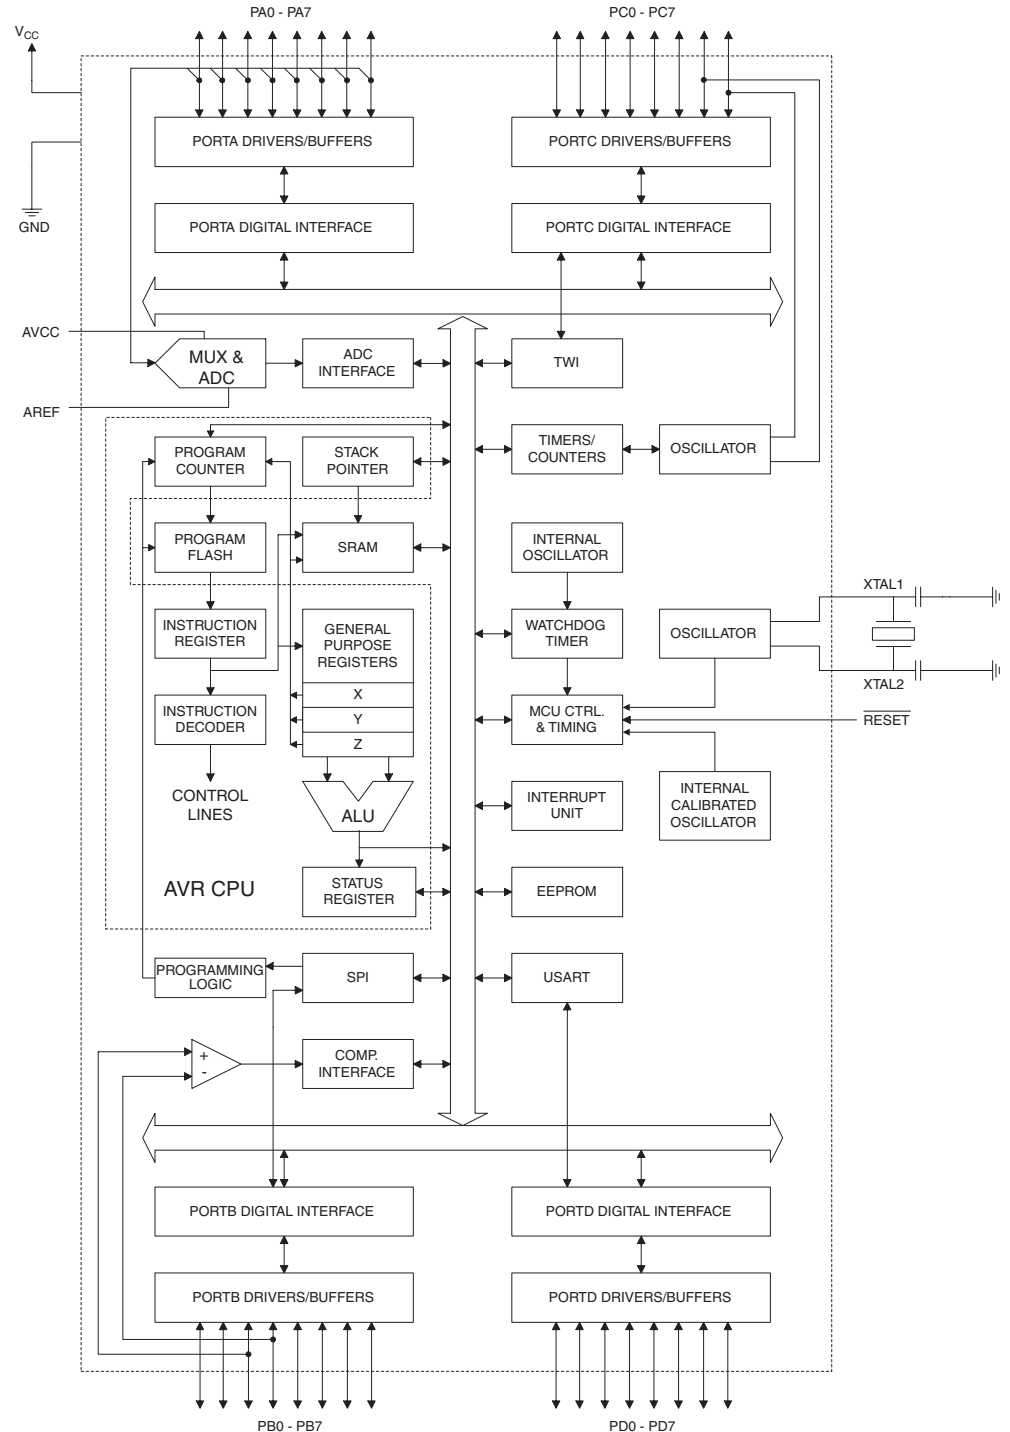 PA0 - PA7
PC0 - PC7
VCC
PORTA DRIVERS/BUFFERS
PORTC DRIVERS/BUFFERS
GND
PORTA DIGITAL INTERFACE
PORTC DIGITAL INTERFACE
AVCC
MUX &
ADC
ADC
INTERFACE
TWI
AREF
PROGRAM
COUNTER
STACK
POINTER
TIMERS/
COUNTERS
OSCILLATOR
PROGRAM
FLASH
SRAM
INTERNAL
OSCILLATOR
XTAL1
INSTRUCTION
REGISTER
GENERAL
PURPOSE
REGISTERS
WATCHDOG
TIMER
OSCILLATOR
XTAL2
X
Y
Z
INSTRUCTION
DECODER
MCU CTRL.
& TIMING
RESET
CONTROL
LINES
ALU
INTERRUPT
UNIT
INTERNAL
CALIBRATED
OSCILLATOR
AVR CPU
STATUS
REGISTER
EEPROM
PROGRAMMING
LOGIC
SPI
USART
+
-
COMP.
INTERFACE
PORTB DIGITAL INTERFACE
PORTD DIGITAL INTERFACE
PORTB DRIVERS/BUFFERS
PORTD DRIVERS/BUFFERS
PB0 - PB7
PD0 - PD7